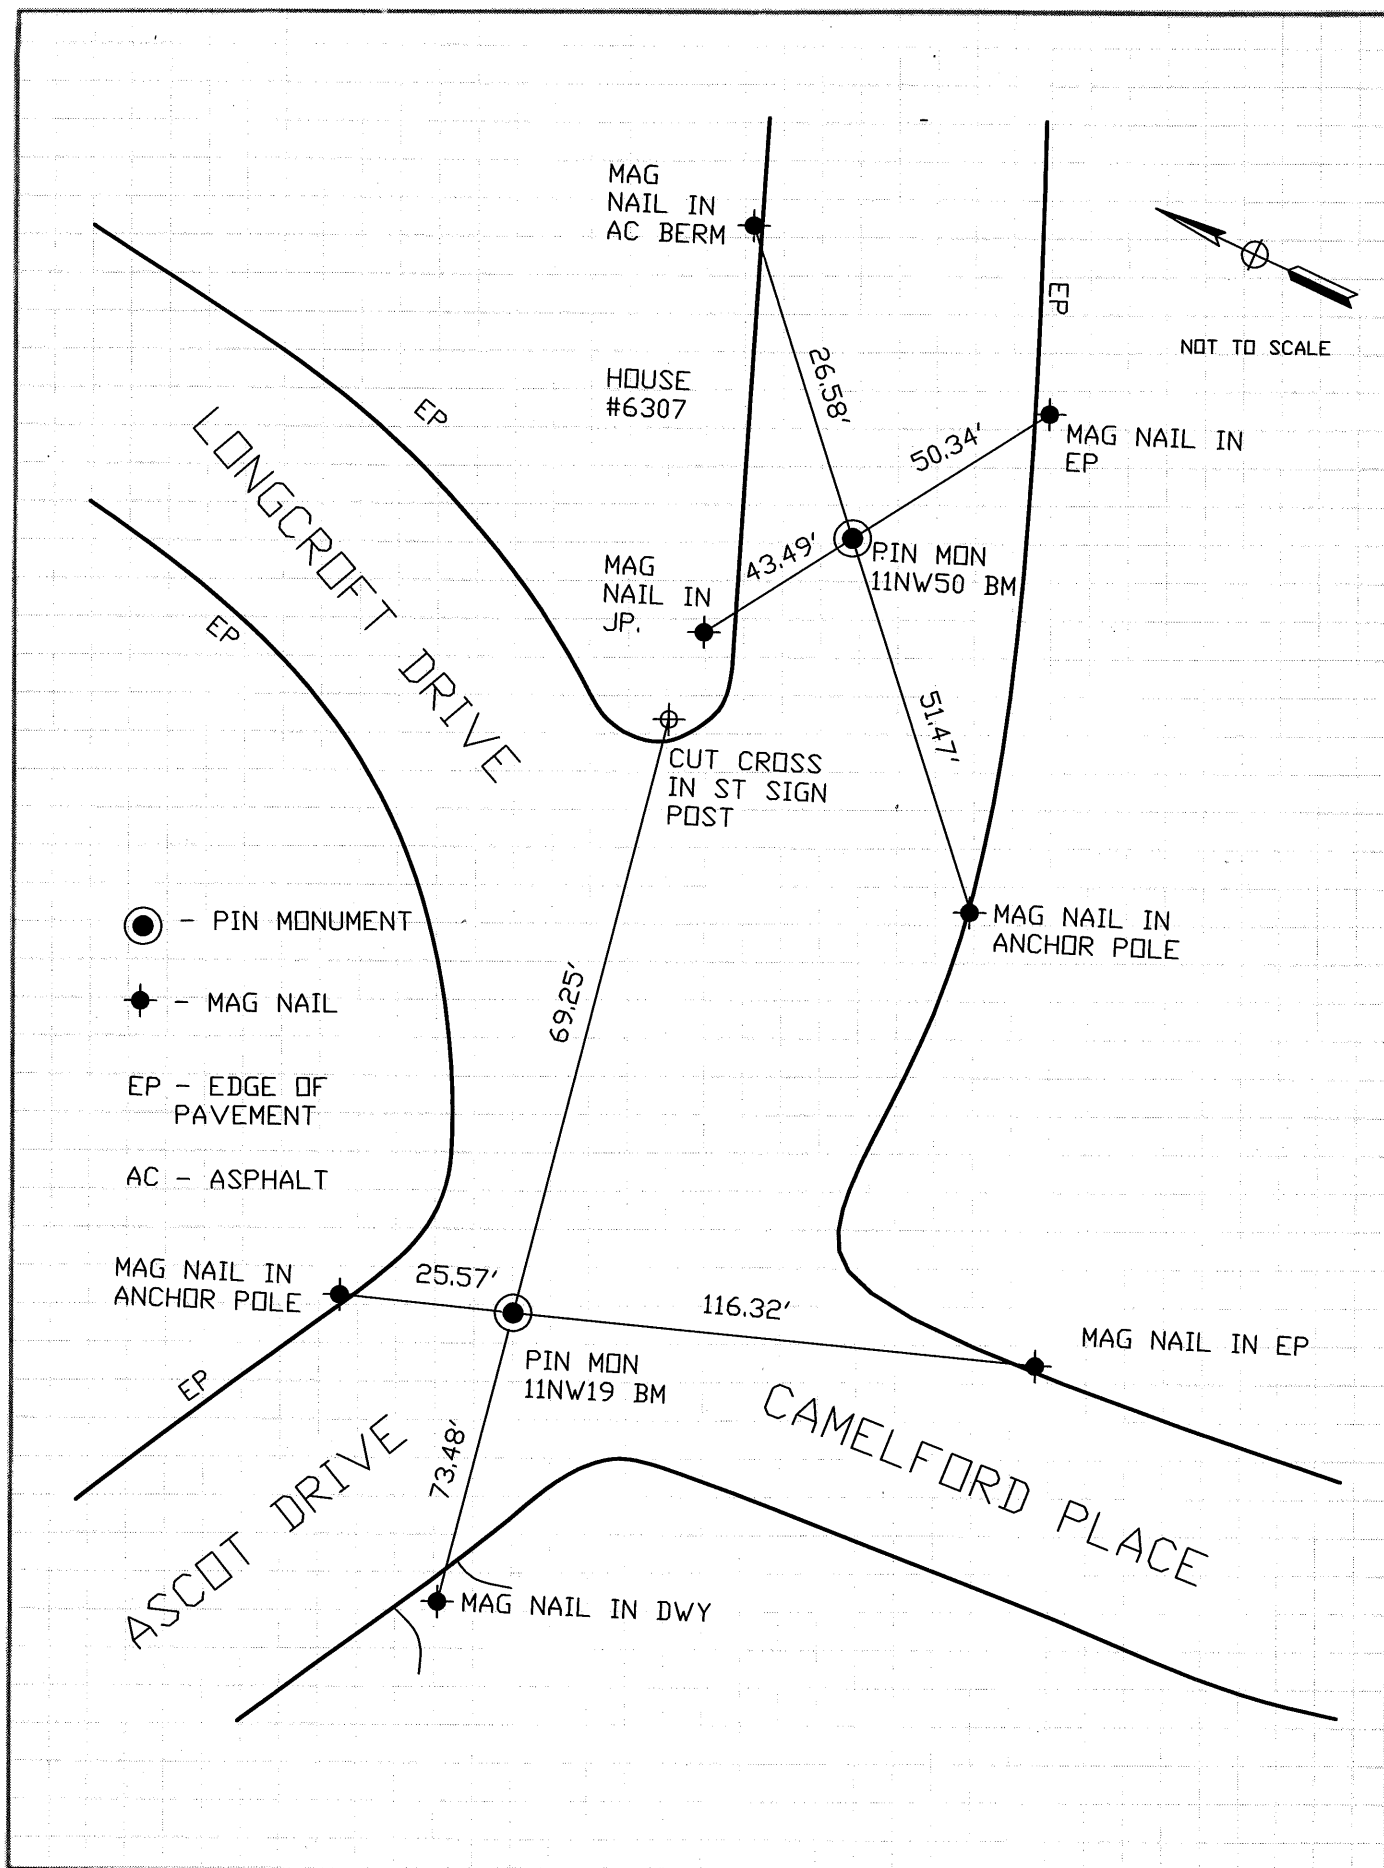 MAG
NAIL IN
AC BERM
EP
NOT TO SCALE
26.58'
HOUSE
#6307
EP
50.34'
MAG NAIL IN
EP
LONGCROFT DRIVE
43.49'
PIN MON
11NW50 BM
MAG
NAIL IN
JP.
EP
51.47'
CUT CROSS
IN ST SIGN
POST
- PIN MONUMENT
MAG NAIL IN
ANCHOR POLE
69.25'
- MAG NAIL
EP - EDGE OF
PAVEMENT
AC - ASPHALT
MAG NAIL IN
ANCHOR POLE
25.57'
116.32'
MAG NAIL IN EP
PIN MON
11NW19 BM
EP
73.48'
CAMELFORD PLACE
ASCOT DRIVE
MAG NAIL IN DWY